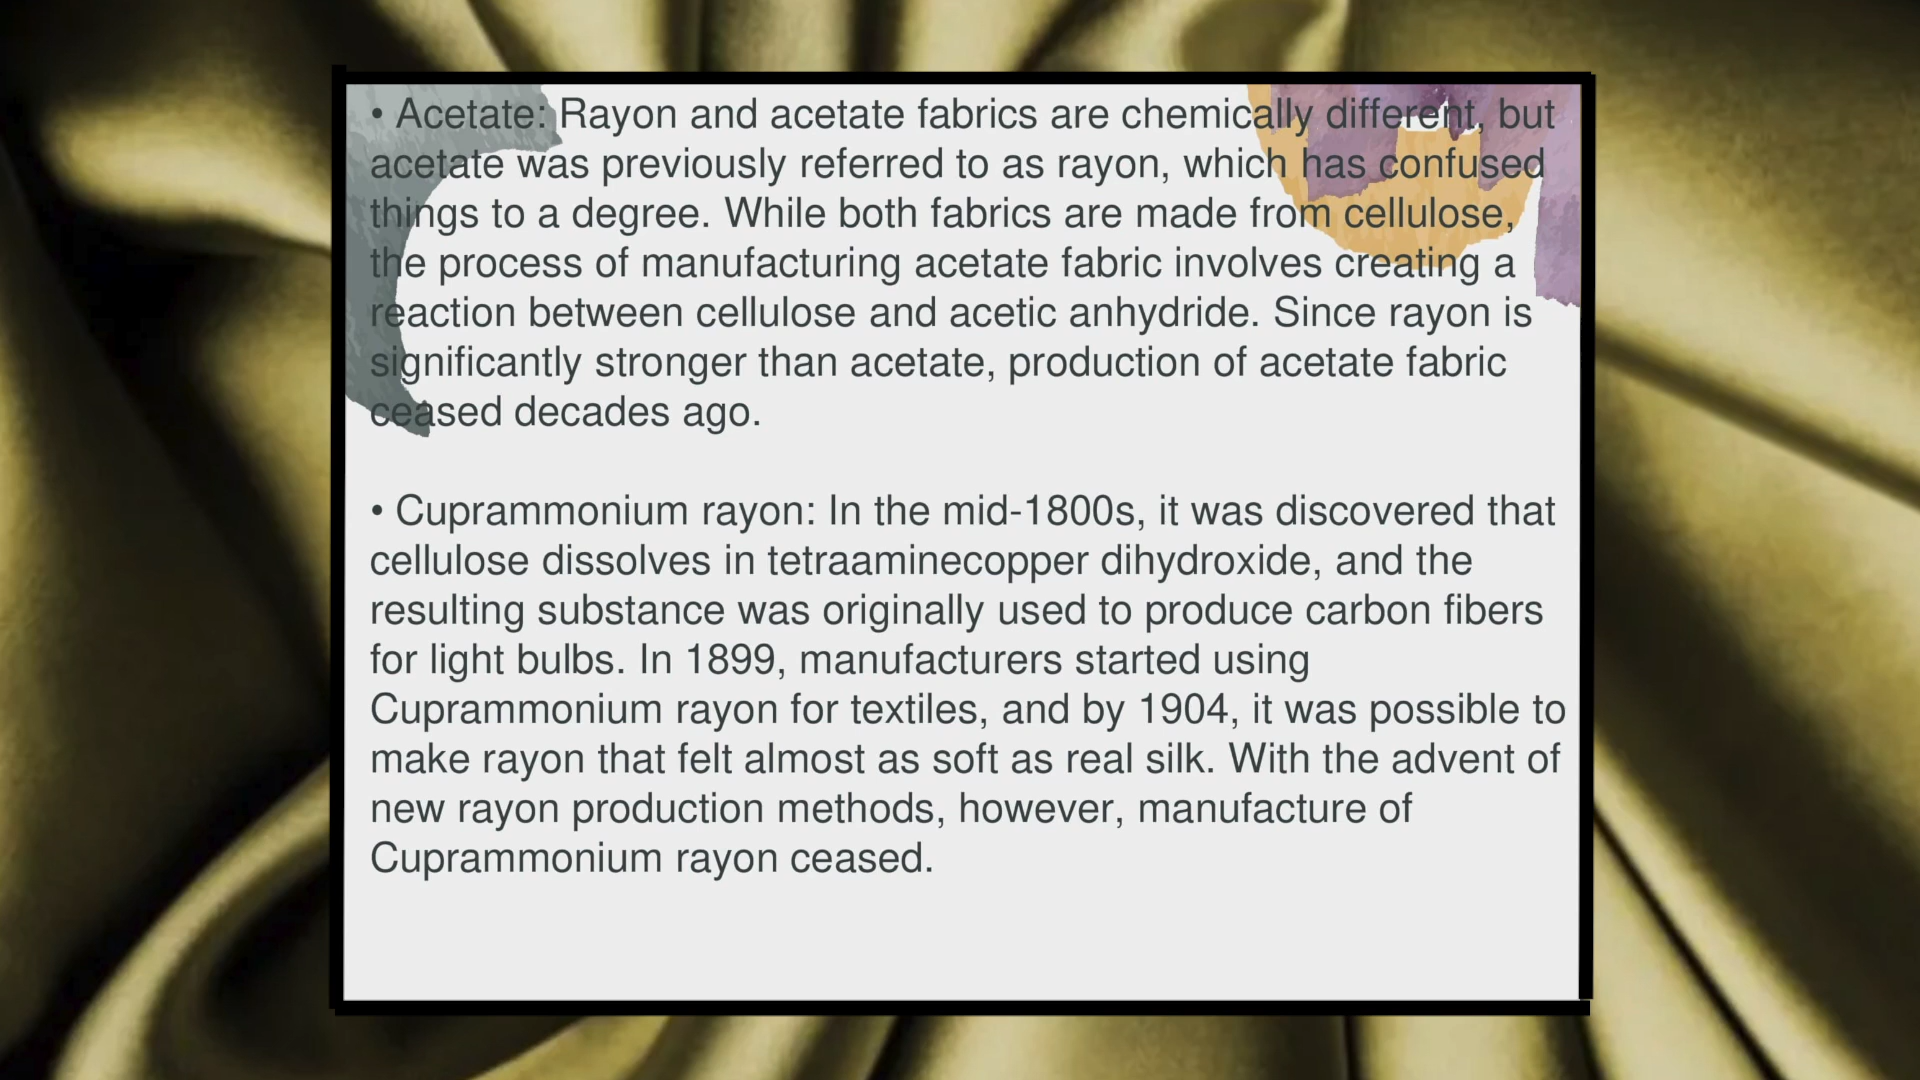 • Acetate: Rayon and acetate fabrics are chemically different, but
acetate was previously referred to as rayon, which has confused
things to a degree. While both fabrics are made from cellulose,
the process of manufacturing acetate fabric involves creating a
reaction between cellulose and acetic anhydride. Since rayon is
significantly stronger than acetate, production of acetate fabric
ceased decades ago.
• Cuprammonium rayon: In the mid-1800s, it was discovered that
cellulose dissolves in tetraaminecopper dihydroxide, and the
resulting substance was originally used to produce carbon fibers
for light bulbs. In 1899, manufacturers started using
Cuprammonium rayon for textiles, and by 1904, it was possible to
make rayon that felt almost as soft as real silk. With the advent of
new rayon production methods, however, manufacture of
Cuprammonium rayon ceased.